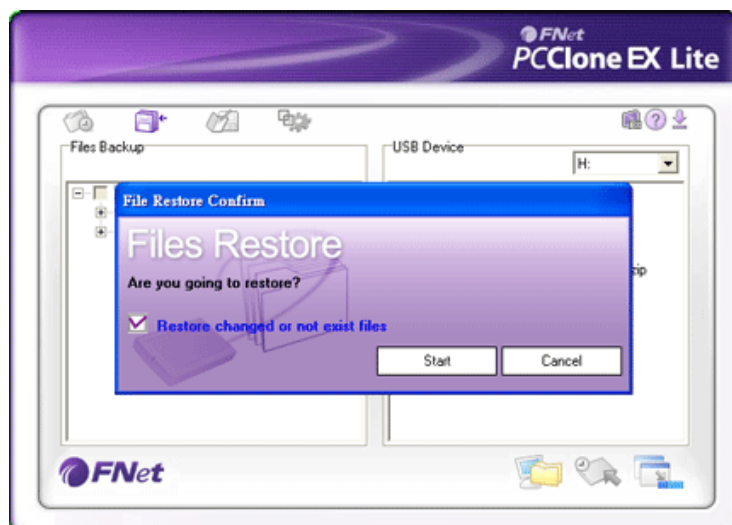 FNet
PCClone EX Lite
Files Backup
USB Device
H:
File Restore Confirm
Files Restore
zip
Are you going to restore?
Restore changed or not exist files
Start
Cancel
FNet